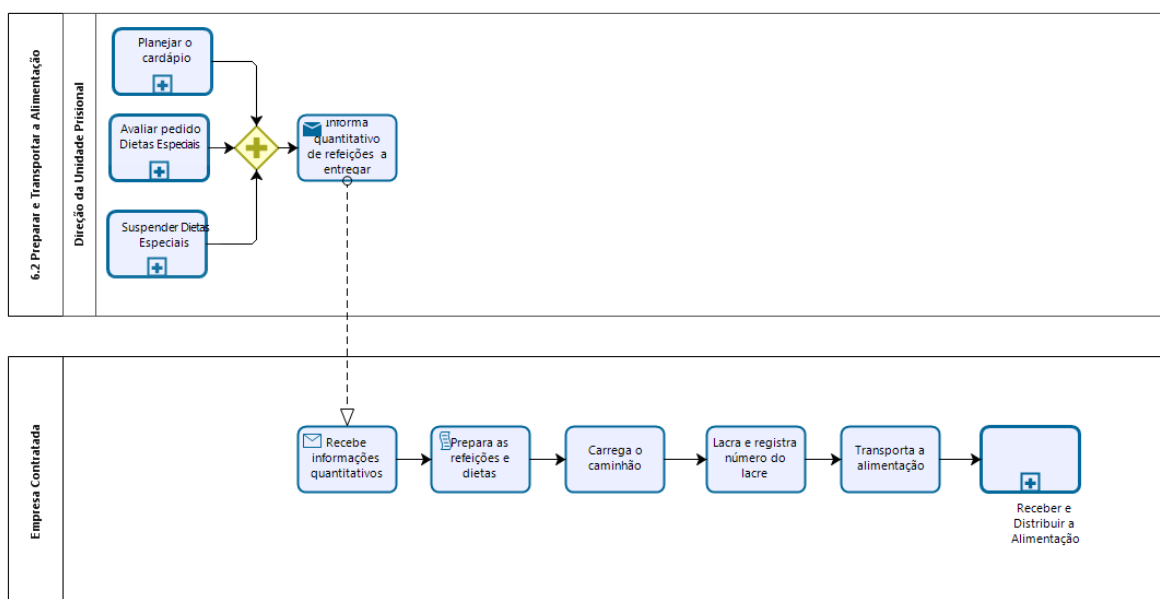 6.2 Preparar e Transportar a Alimentação
Direção da Unidade Prisional
Planejar o
cardápio
Avaliar pedido
Dietas Especiais
Suspender Dietas
Especiais
Informa
quantitativo
de refeições a
entregar
Empresa Contratada
Recebe
informações
quantitativos
Prepara as
refeições e
dietas
Carrega o
caminhão
Lacra e registra
número do
lacre
Transporta a
alimentação
Receber e
Distribuir a
Alimentação